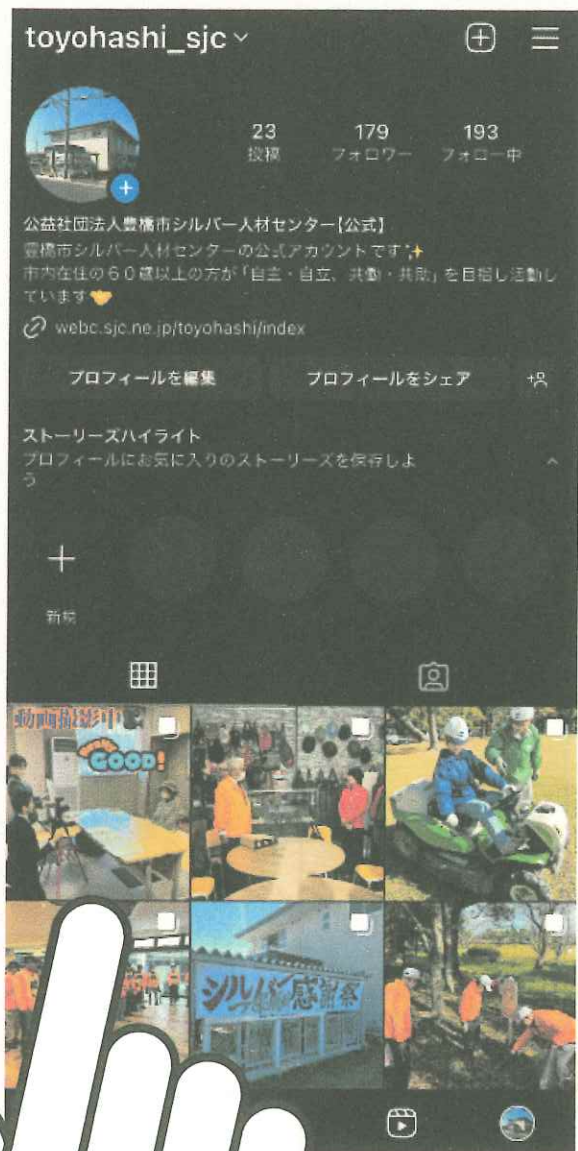 toyohashi_sjc
23
179
193
投稿
フォロワー
フォロー中
公益社団法人豊橋市シルバー人材センター【公式】
豊橋市シルバー人材センターの公式アカウントです✨
市内在住の60歳以上の方が「自主・自立、共働・共助」を目指し活動し
ています🤝
webc.sjc.ne.jp/toyohashi/index
プロフィールを編集
プロフィールをシェア
ストーリーズハイライト
プロフィールにお気に入りのストーリーズを保存しよ
う
新規
動画撮影中
GOOD!
感謝祭